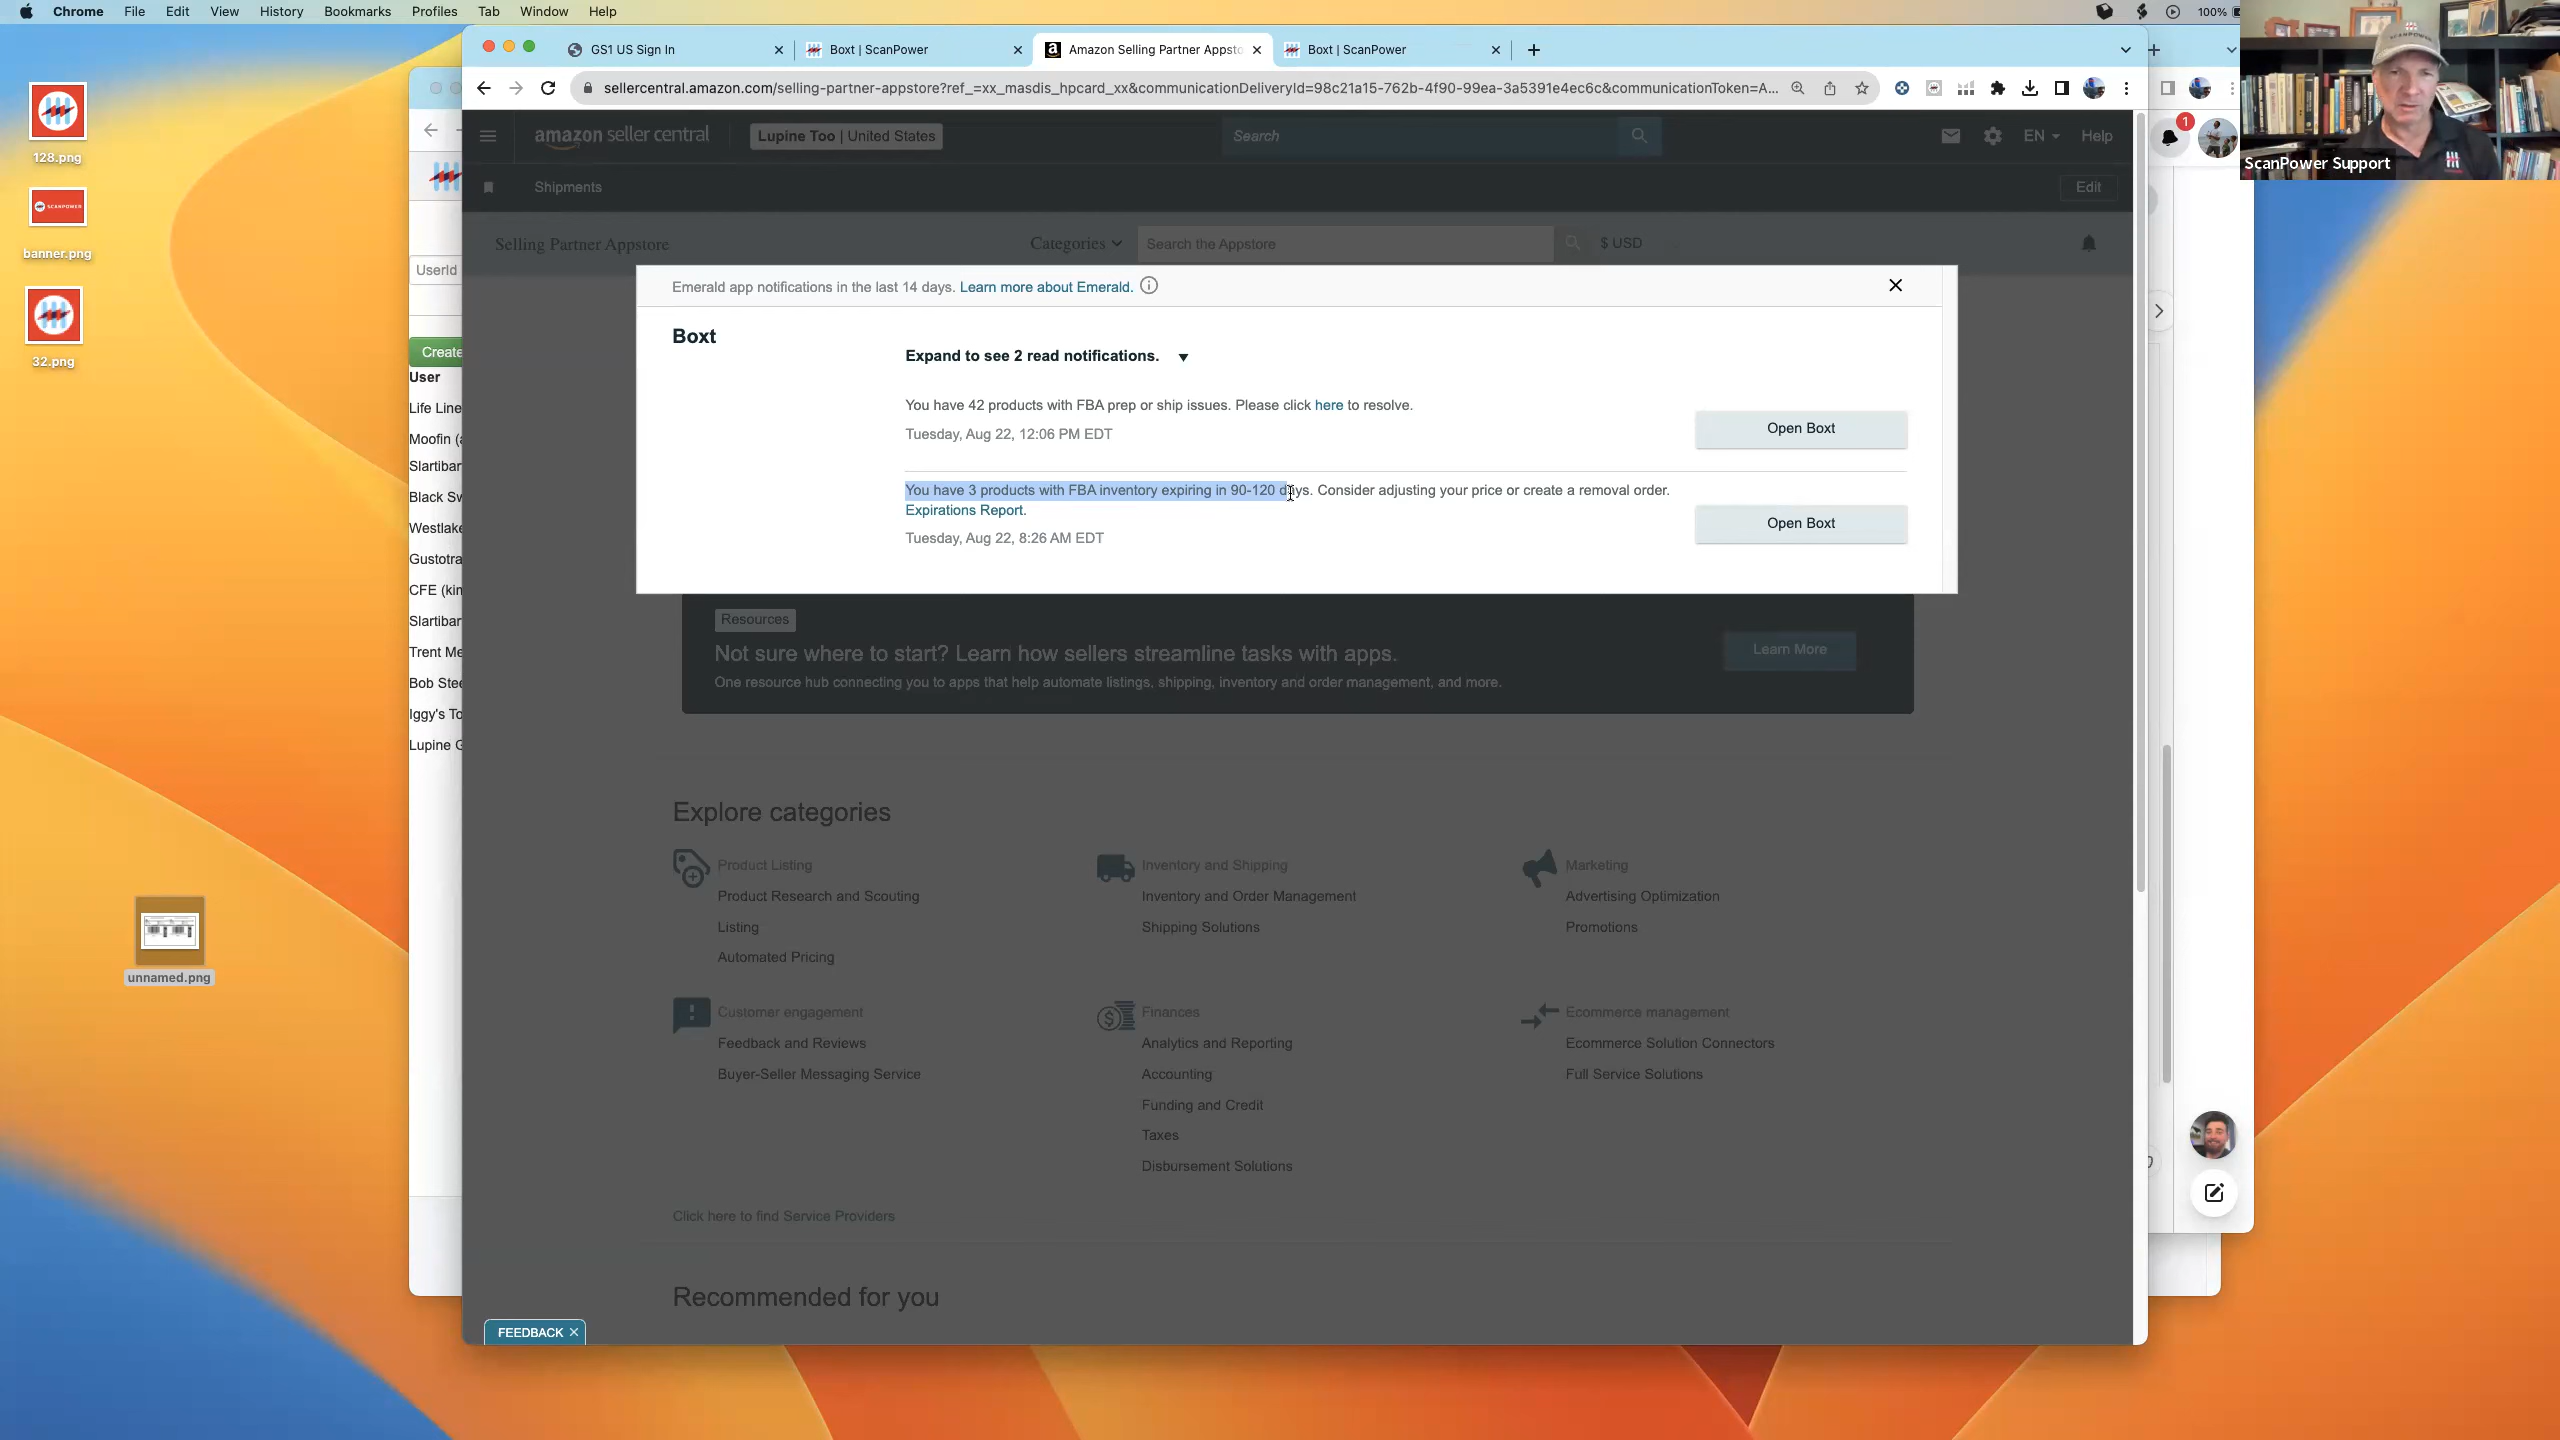 Chrome File Edit View History Bookmarks Profiles Tab Window Help
100%
GS1 US Sign In
Boxt | ScanPower
Amazon Selling Partner Appsto
Boxt | ScanPower
sellercentral.amazon.com/selling-partner-appstore?ref_=xx_masdis_hpcard_xx&communicationDeliveryId=98c21a15-762b-4f90-99ea-3a5391e4ec6c&communicationToken=A...
ScanPower Support
1
128.png
SCANPOWER
banner.png
32.png
unnamed.png
amazon seller central
Lupine Too | United States
Search
EN
Help
Shipments
Edit
Selling Partner Appstore
Categories
Search the Appstore
$ USD
UserId
Create
User
Life Line
Moofin (a
Slartibar
Black Sw
Westlake
Gustotra
CFE (kin
Slartibar
Trent Me
Bob Stee
Iggy's To
Lupine G
Emerald app notifications in the last 14 days. Learn more about Emerald.
Boxt
Expand to see 2 read notifications.
You have 42 products with FBA prep or ship issues. Please click here to resolve.
Tuesday, Aug 22, 12:06 PM EDT
Open Boxt
You have 3 products with FBA inventory expiring in 90-120 days. Consider adjusting your price or create a removal order.
Expirations Report.
Tuesday, Aug 22, 8:26 AM EDT
Open Boxt
Resources
Not sure where to start? Learn how sellers streamline tasks with apps.
One resource hub connecting you to apps that help automate listings, shipping, inventory and order management, and more.
Learn More
Explore categories
Product Listing
Product Research and Scouting
Listing
Automated Pricing
Inventory and Shipping
Inventory and Order Management
Shipping Solutions
Marketing
Advertising Optimization
Promotions
Customer engagement
Feedback and Reviews
Buyer-Seller Messaging Service
Finances
Analytics and Reporting
Accounting
Funding and Credit
Taxes
Disbursement Solutions
Ecommerce management
Ecommerce Solution Connectors
Full Service Solutions
Click here to find Service Providers
Recommended for you
FEEDBACK